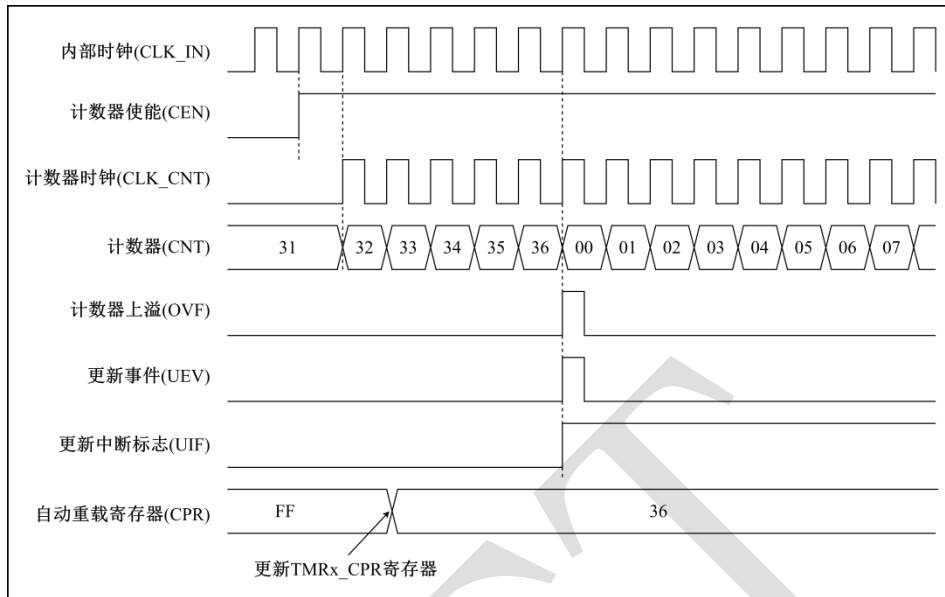 内部时钟(CLK_IN)
计数器使能(CEN)
计数器时钟(CLK_CNT)
计数器(CNT) 31 32 33 34 35 36 00 01 02 03 04 05 06 07
计数器上溢(OVF)
更新事件(UEV)
更新中断标志(UIF)
自动重载寄存器(CPR) FF 36
更新TMRx_CPR寄存器